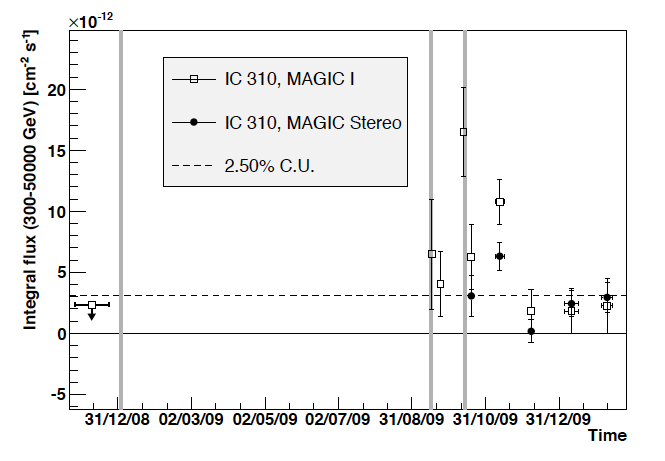 ×10⁻¹²
Integral flux (300-50000 GeV) [cm⁻² s⁻¹]
20
15
10
5
0
-5
IC 310, MAGIC I
IC 310, MAGIC Stereo
2.50% C.U.
31/12/08 02/03/09 02/05/09 02/07/09 31/08/09 31/10/09 31/12/09
Time